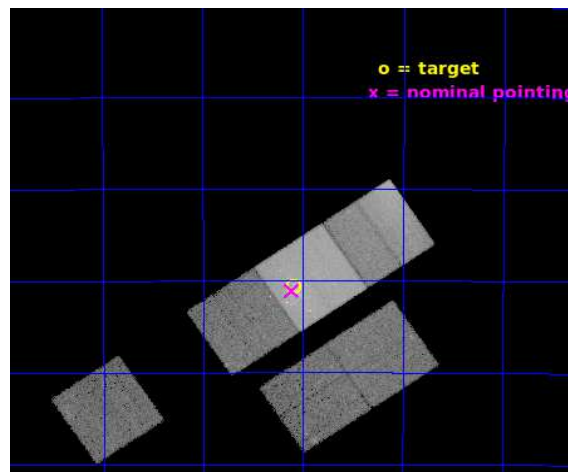 o = target
x = nominal pointing